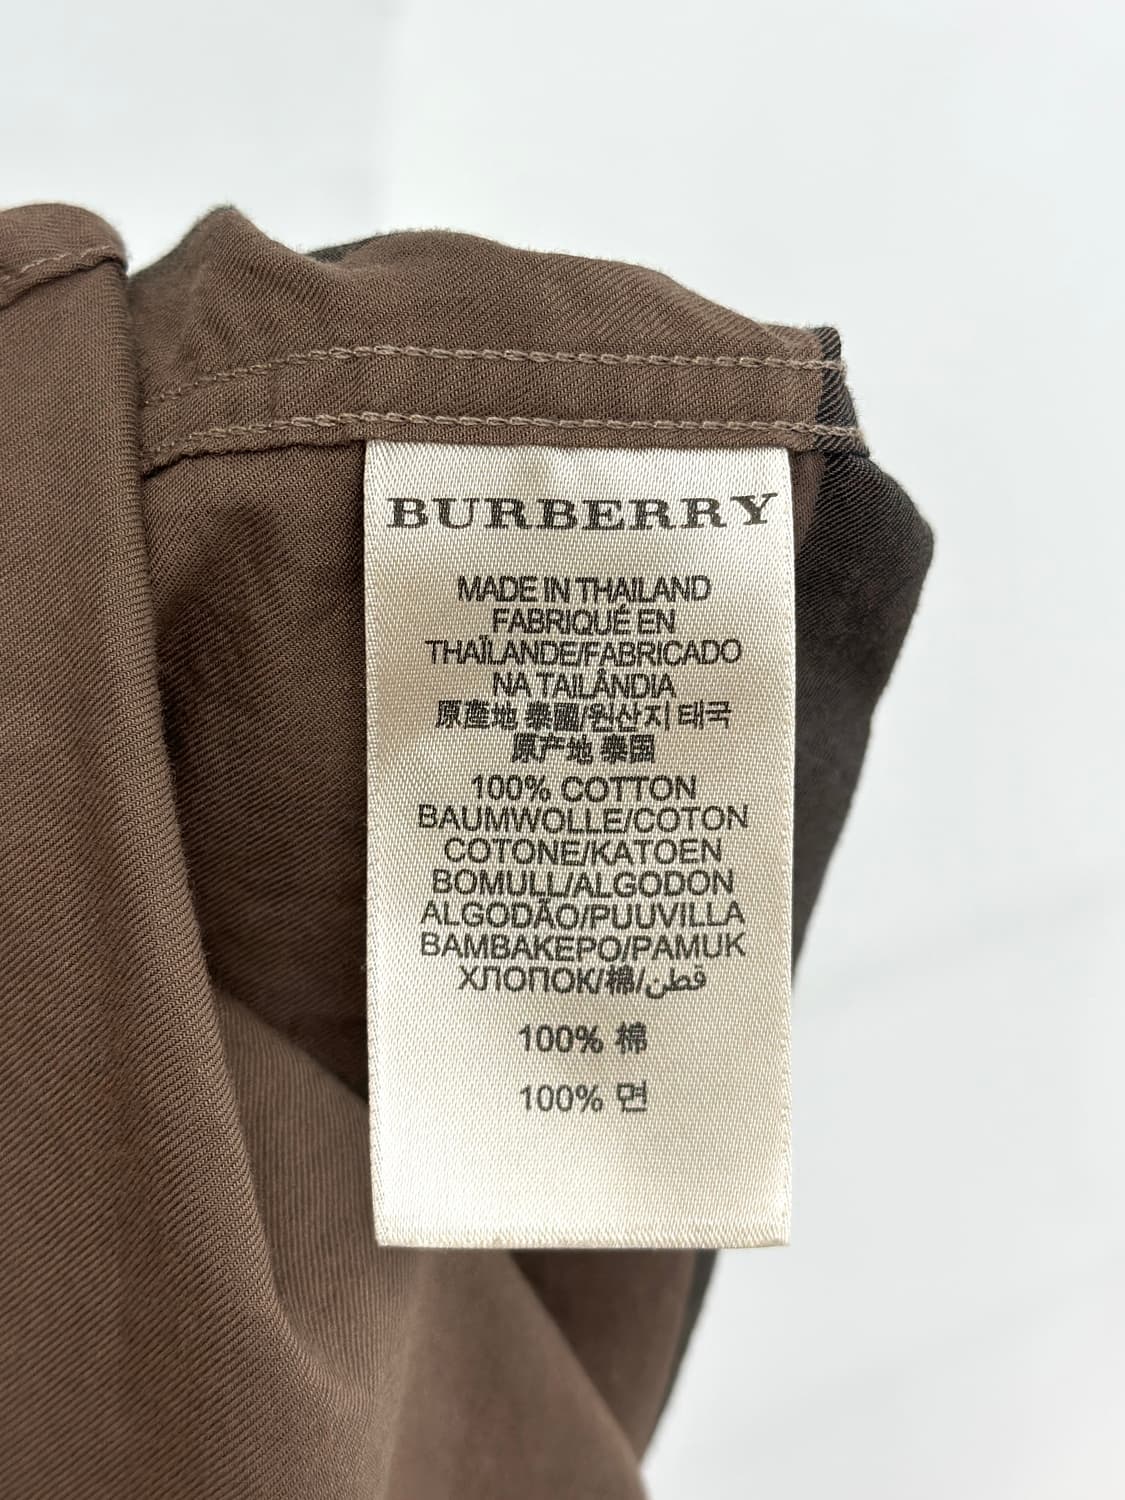 BURBERRY
MADE IN THAILAND
FABRIQUÉ EN
THAÏLANDE/FABRICADO
NA TAILÂNDIA
原產地 泰國/원산지 태국
原产地 泰国
100% COTTON
BAUMWOLLE/COTON
COTONE/KATOEN
BOMULL/ALGODON
ALGODÃO/PUUVILLA
BAMBAKEPO/PAMUK
ХЛОПОК/棉/قطن
100% 棉
100% 면